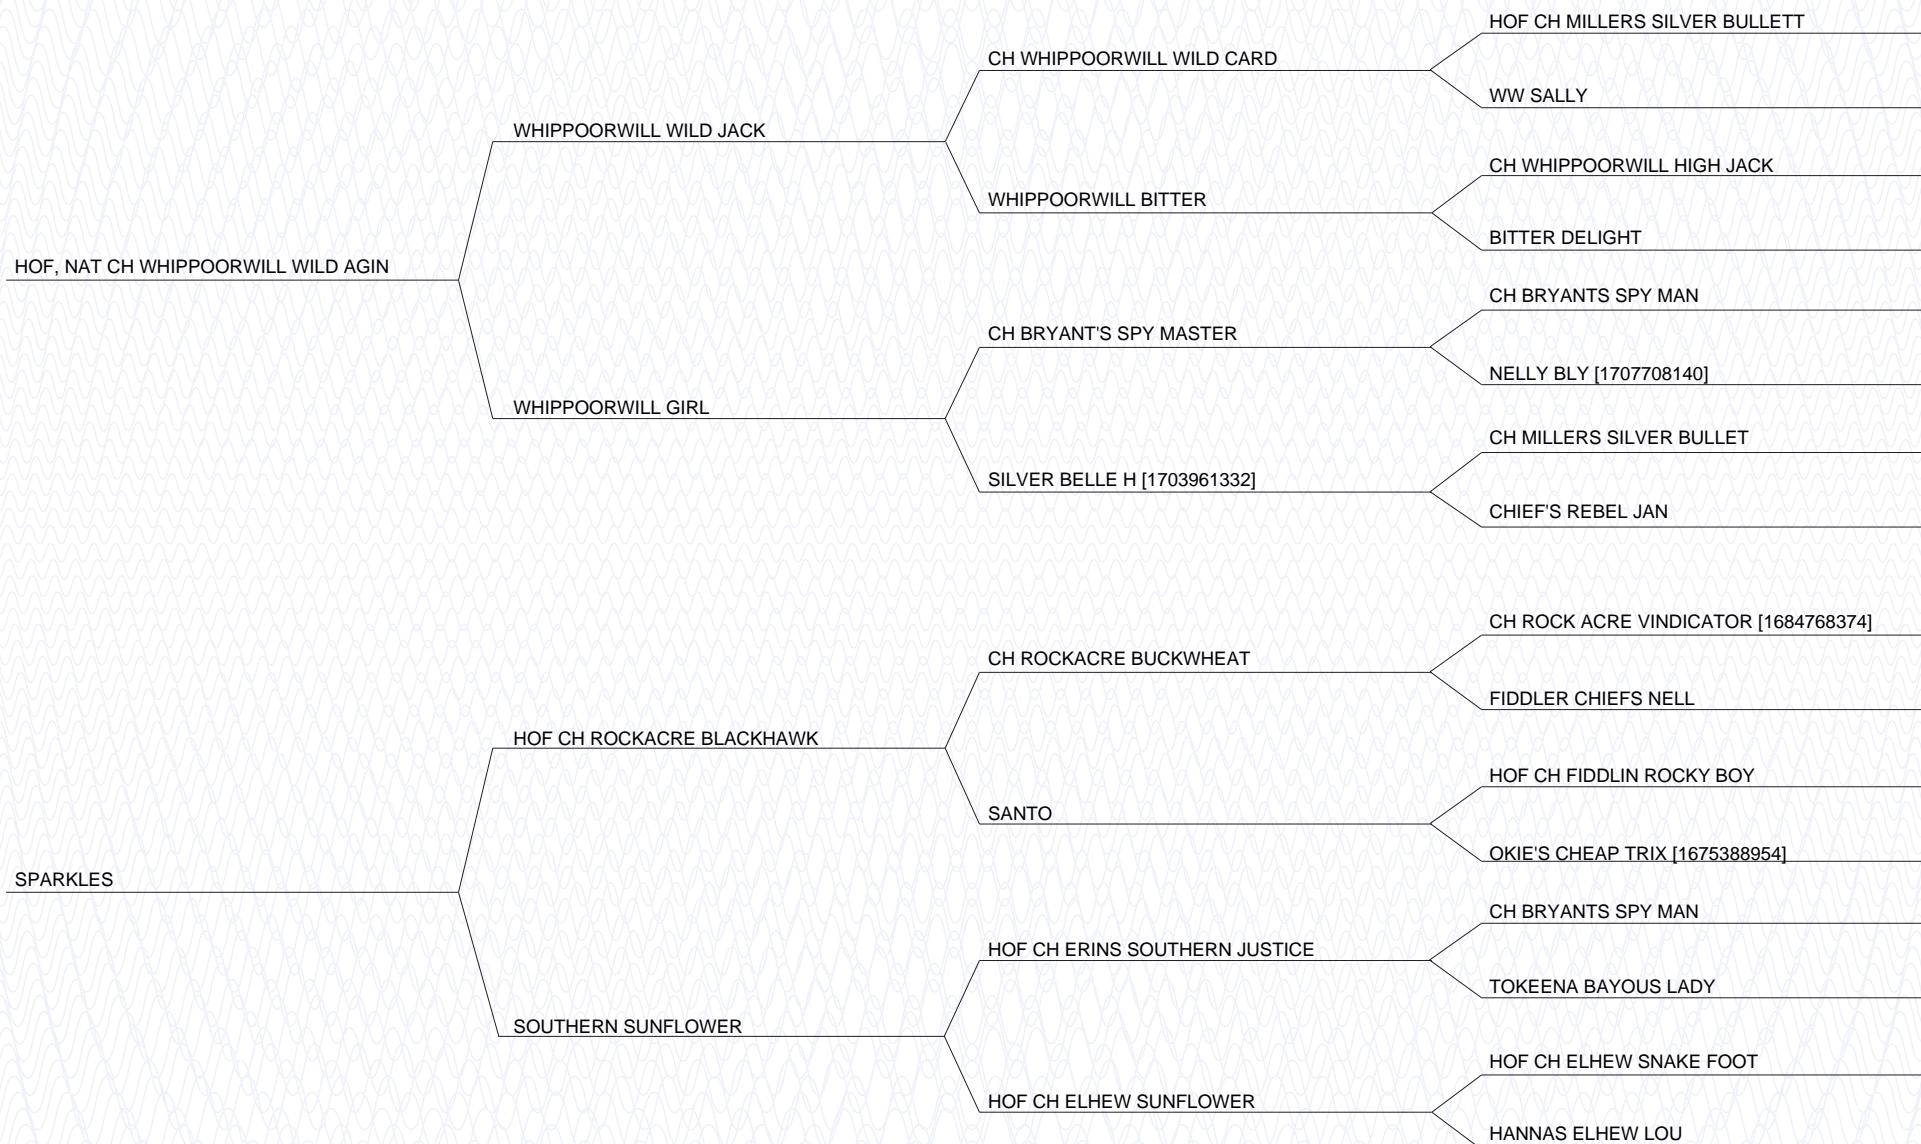 HOF CH MILLERS SILVER BULLETT
CH WHIPPOORWILL WILD CARD
WW SALLY
WHIPPOORWILL WILD JACK
CH WHIPPOORWILL HIGH JACK
WHIPPOORWILL BITTER
BITTER DELIGHT
HOF, NAT CH WHIPPOORWILL WILD AGIN
CH BRYANTS SPY MAN
CH BRYANT'S SPY MASTER
NELLY BLY [1707708140]
WHIPPOORWILL GIRL
CH MILLERS SILVER BULLET
SILVER BELLE H [1703961332]
CHIEF'S REBEL JAN
CH ROCK ACRE VINDICATOR [1684768374]
CH ROCKACRE BUCKWHEAT
FIDDLER CHIEFS NELL
HOF CH ROCKACRE BLACKHAWK
HOF CH FIDDLIN ROCKY BOY
SANTO
OKIE'S CHEAP TRIX [1675388954]
SPARKLES
CH BRYANTS SPY MAN
HOF CH ERINS SOUTHERN JUSTICE
TOKEENA BAYOUS LADY
SOUTHERN SUNFLOWER
HOF CH ELHEW SNAKE FOOT
HOF CH ELHEW SUNFLOWER
HANNAS ELHEW LOU